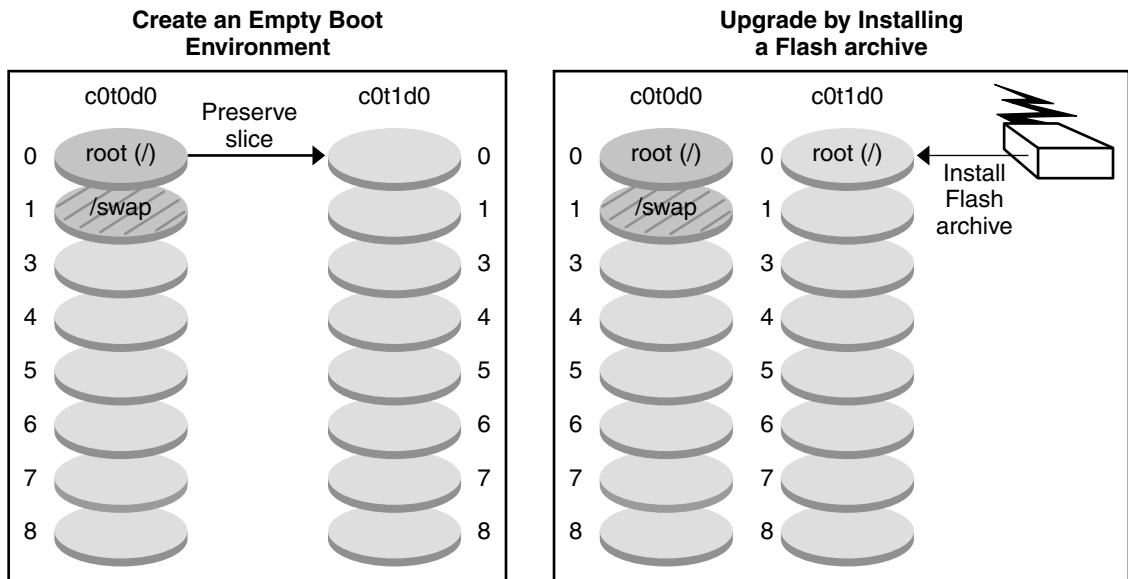 Create an Empty Boot
Environment
c0t0d0
c0t1d0
Preserve
slice
0
root (/)
0
1
/swap
1
3
3
4
4
5
5
6
6
7
7
8
8
Upgrade by Installing
a Flash archive
c0t0d0
c0t1d0
0
root (/)
0
root (/)
Install
Flash
archive
1
/swap
1
3
3
4
4
5
5
6
6
7
7
8
8